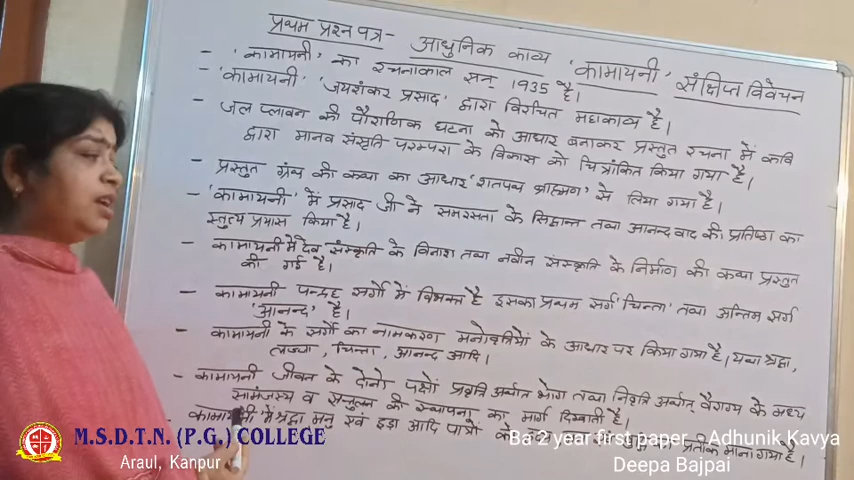 प्रथम प्रश्न पत्र - आधुनिक काव्य 'कामायनी' संक्षिप्त विवेचन
- 'कामायनी' का रचनाकाल सन् 1935 है।
- 'कामायनी' 'जयशंकर प्रसाद' द्वारा विरचित महाकाव्य है।
- जल प्लावन की पौराणिक घटना को आधार बनाकर प्रस्तुत रचना में कवि
द्वारा मानव संस्कृति परम्परा के विकास को चित्रांकित किया गया है।
- प्रस्तुत ग्रंथ की कथा का आधार 'शतपथ ब्राह्मण' से लिया गया है।
- 'कामायनी' में प्रसाद जी ने समरसता के सिद्धान्त तथा आनन्दवाद की प्रतिष्ठा का
स्तुत्य प्रयास किया है।
- कामायनी में देव संस्कृति के विनाश तथा नवीन संस्कृति के निर्माण की कथा प्रस्तुत
की गई है।
- कामायनी पन्द्रह सर्गों में विभक्त है इसका प्रथम सर्ग 'चिन्ता' तथा अन्तिम सर्ग
'आनन्द' है।
- कामायनी के सर्गों का नामकरण मनोवृत्तियों के आधार पर किया गया है। यथा श्रद्धा,
लज्जा, चिन्ता, आनन्द आदि।
- कामायनी जीवन के दोनों पक्षों प्रवृत्ति अर्थात् भोग तथा निवृत्ति अर्थात् वैराग्य के मध्य
सामंजस्य व सन्तुलन की स्थापना का मार्ग दिखाती है।
- कामायनी में श्रद्धा मनु एवं इड़ा आदि पात्रों को का प्रतीक माना गया है।
M.S.D.T.N. (P.G.) COLLEGE
Araul, Kanpur
Ba 2 year first paper - Adhunik Kavya
Deepa Bajpai